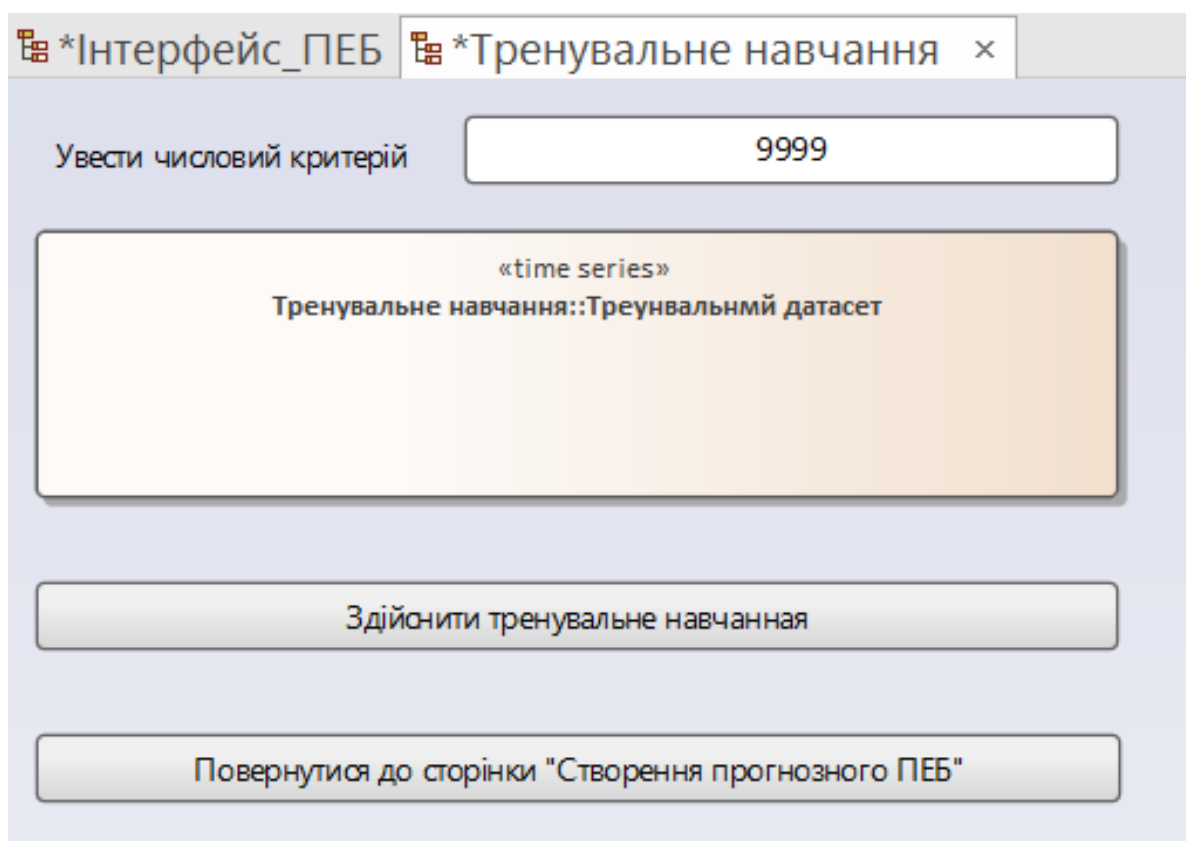 *Інтерфейс_ПЕБ *Тренувальне навчання ×
Увести числовий критерій 9999
«time series»
Тренувальне навчання::Треунвальнмй датасет
Здійснити тренувальне навчанная
Повернутися до сторінки "Створення прогнозного ПЕБ"